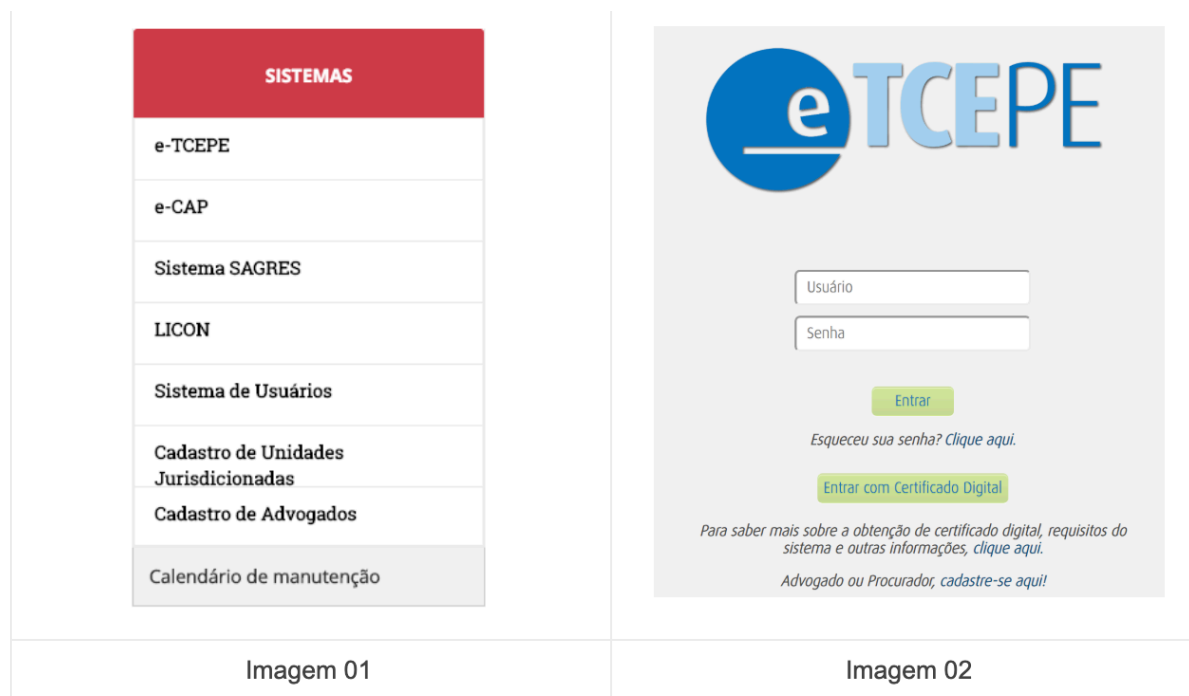 SISTEMAS
e-TCEPE
e-CAP
Sistema SAGRES
LICON
Sistema de Usuários
Cadastro de Unidades
Jurisdicionadas
Cadastro de Advogados
Calendário de manutenção
Imagem 01
e TCEPE
Usuário
Senha
Entrar
Esqueceu sua senha? Clique aqui.
Entrar com Certificado Digital
Para saber mais sobre a obtenção de certificado digital, requisitos do
sistema e outras informações, clique aqui.
Advogado ou Procurador, cadastre-se aqui!
Imagem 02